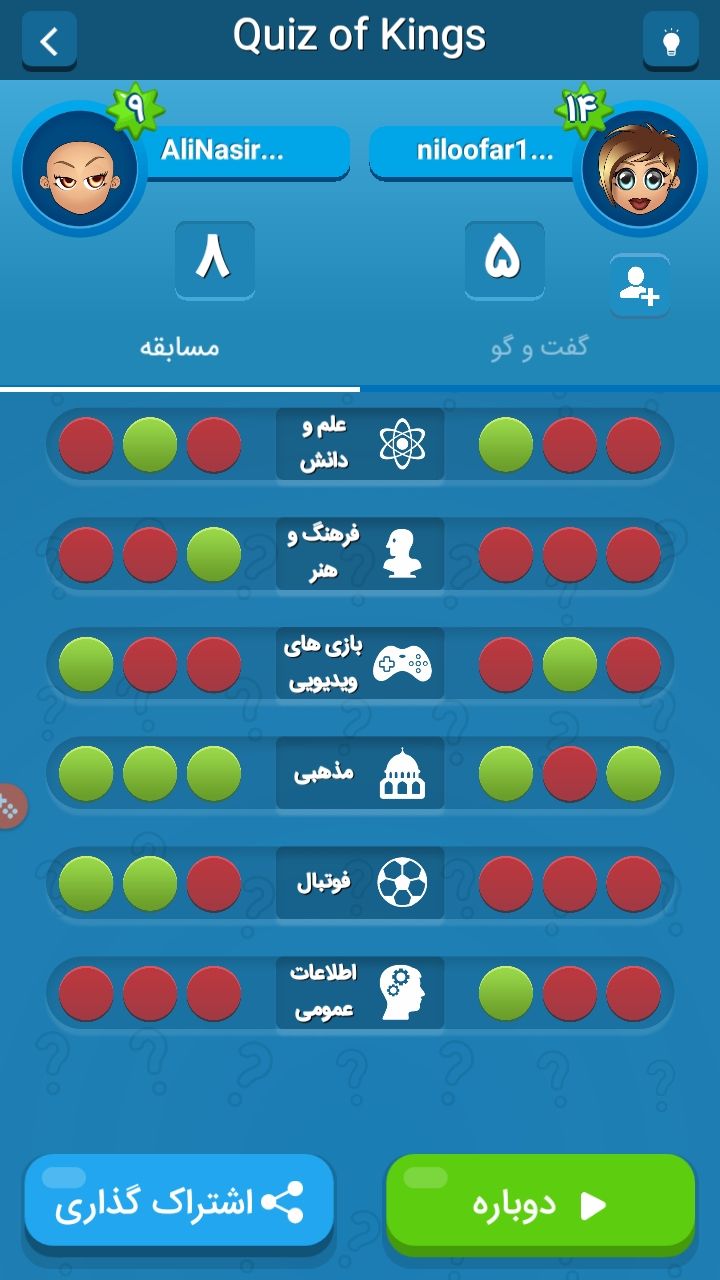 Quiz of Kings
۹
۱۴
AliNasir...
niloofar1...
۸
۵
مسابقه
گفت و گو
علم و
دانش
فرهنگ و
هنر
بازی های
ویدیویی
مذهبی
فوتبال
اطلاعات
عمومی
اشتراک گذاری
دوباره